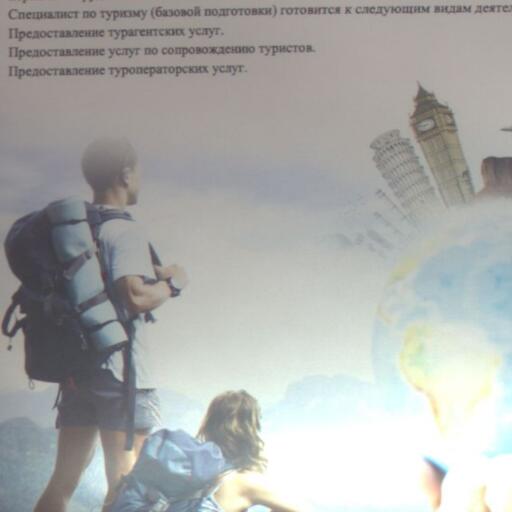 Специалист по туризму (базовой подготовки) готовится к следующим видам
Предоставление турагентских услуг.
Предоставление услуг по сопровождению туристов.
Предоставление туроператорских услуг.